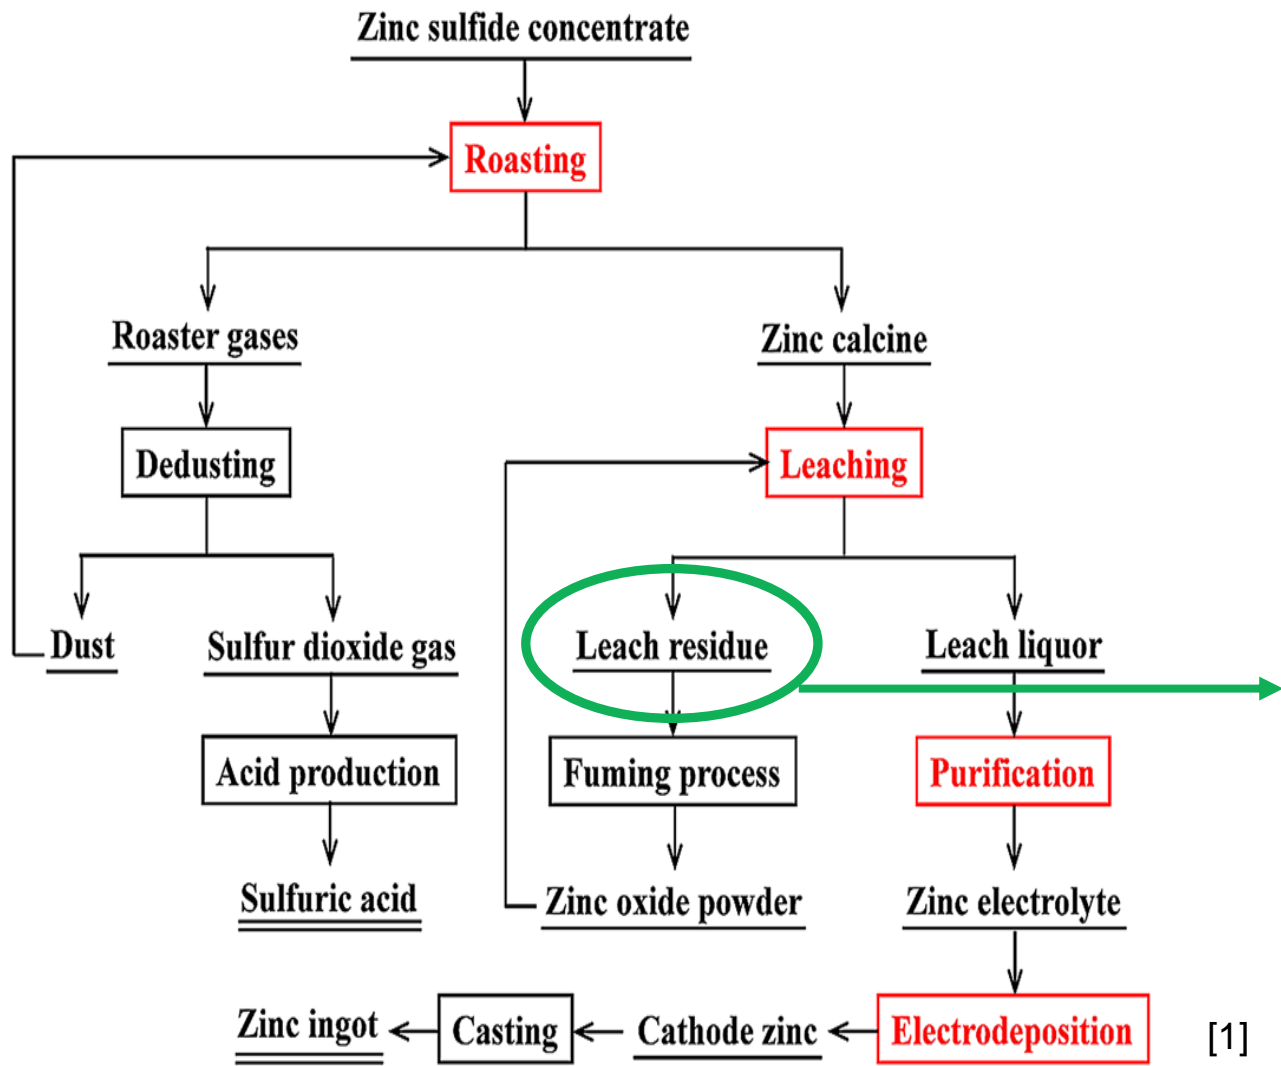 Zinc sulfide concentrate
Roasting
Roaster gases
Zinc calcine
Dedusting
Leaching
Dust
Sulfur dioxide gas
Leach residue
Leach liquor
Acid production
Fuming process
Purification
Sulfuric acid
Zinc oxide powder
Zinc electrolyte
Zinc ingot
Casting
Cathode zinc
Electrodeposition
[1]